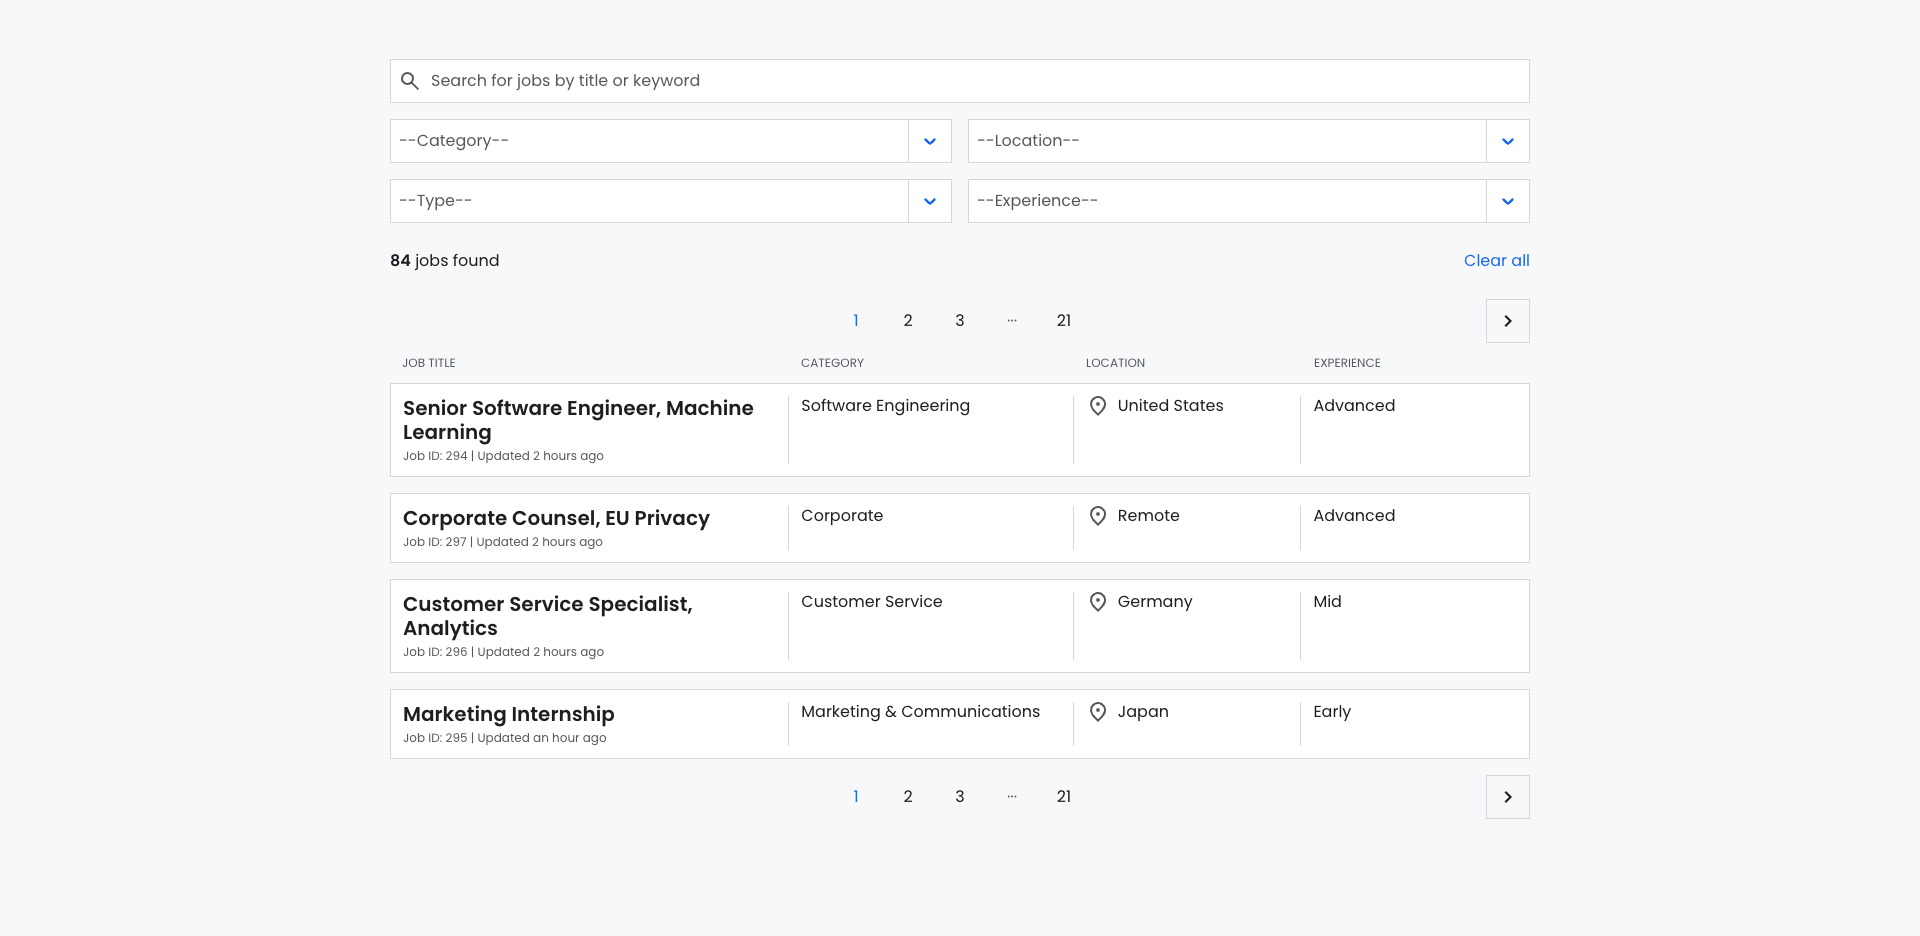 Search for jobs by title or keyword
--Category--
--Location--
--Type--
--Experience--
84 jobs found
Clear all
1 2 3 ... 21
JOB TITLE CATEGORY LOCATION EXPERIENCE
Senior Software Engineer, Machine
Learning
Job ID: 294 | Updated 2 hours ago
Software Engineering
United States
Advanced
Corporate Counsel, EU Privacy
Job ID: 297 | Updated 2 hours ago
Corporate
Remote
Advanced
Customer Service Specialist,
Analytics
Job ID: 296 | Updated 2 hours ago
Customer Service
Germany
Mid
Marketing Internship
Job ID: 295 | Updated an hour ago
Marketing & Communications
Japan
Early
1 2 3 ... 21